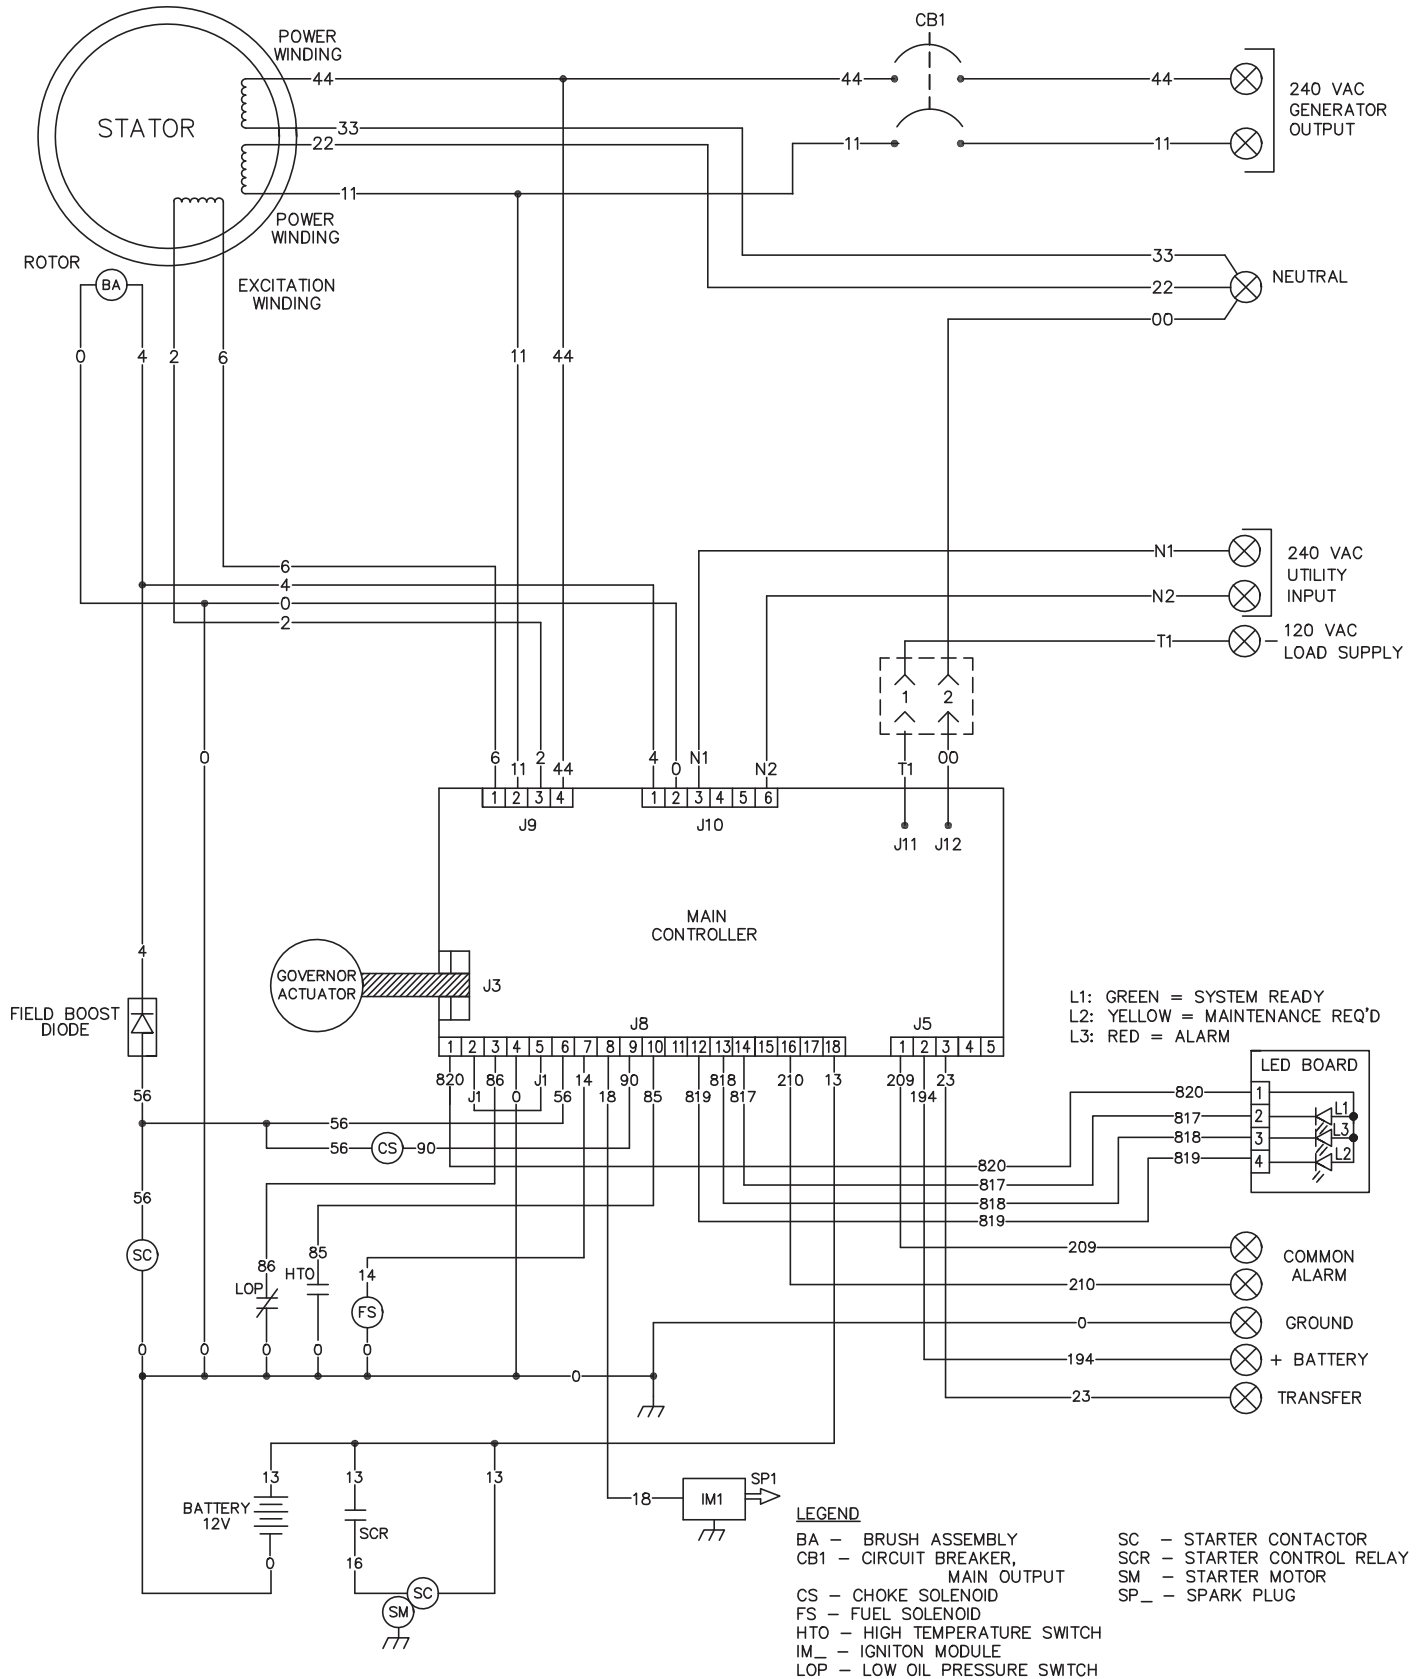 CB1
POWER
WINDING
44 44 44
STATOR
240 VAC
GENERATOR
OUTPUT
33
22
11 11
11
POWER
WINDING
ROTOR
BA
EXCITATION
WINDING
33
22
00
NEUTRAL
0 4 2 6 11 44
6
4
0
2
N1
N2
240 VAC
UTILITY
INPUT
T1
120 VAC
LOAD SUPPLY
1 2
0
6 11 2 44 4 0 N1 N2 T1 00
1 2 3 4
1 2 3 4 5 6
J9
J10
J11 J12
MAIN
CONTROLLER
4
GOVERNOR
ACTUATOR
J3
FIELD BOOST
DIODE
J8
J5
1 2 3 4 5 6 7 8 9 10 11 12 13 14 15 16 17 18
1 2 3 4 5
820 86 J1 14 90 818 210 13 209 23
J1 0 56 18 85 819 817 194
L1: GREEN = SYSTEM READY
L2: YELLOW = MAINTENANCE REQ'D
L3: RED = ALARM
LED BOARD
820 1
817 2 L1
818 3 L3
819 4 L2
56
56
56 CS 90
820
817
818
819
56
SC
86
LOP
85
HTO
14
FS
209
210
COMMON
ALARM
0
GROUND
194
+ BATTERY
23
TRANSFER
0 0 0 0 0
0
13 13 13
BATTERY
12V
SCR
0
16
SC
SM
18
IM1
SP1
LEGEND
BA – BRUSH ASSEMBLY
CB1 – CIRCUIT BREAKER,
MAIN OUTPUT
CS – CHOKE SOLENOID
FS – FUEL SOLENOID
HTO – HIGH TEMPERATURE SWITCH
IM_ – IGNITON MODULE
LOP – LOW OIL PRESSURE SWITCH
SC – STARTER CONTACTOR
SCR – STARTER CONTROL RELAY
SM – STARTER MOTOR
SP_ – SPARK PLUG